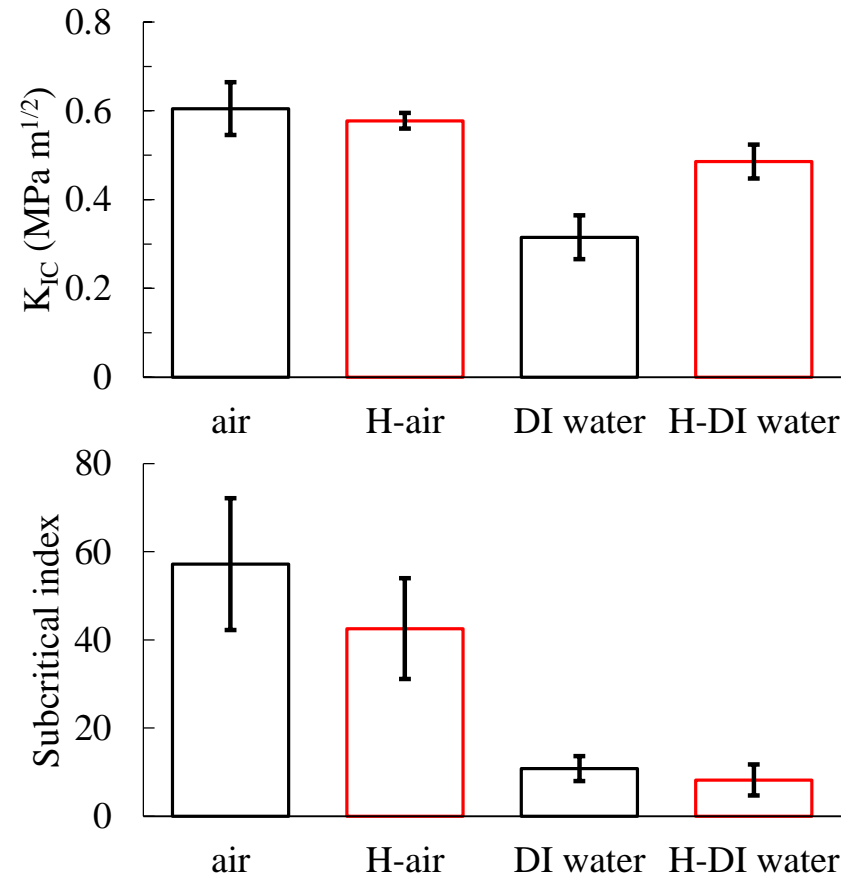 K_IC (MPa m^1/2)
0.8
0.6
0.4
0.2
0
air H-air DI water H-DI water
Subcritical index
80
60
40
20
0
air H-air DI water H-DI water